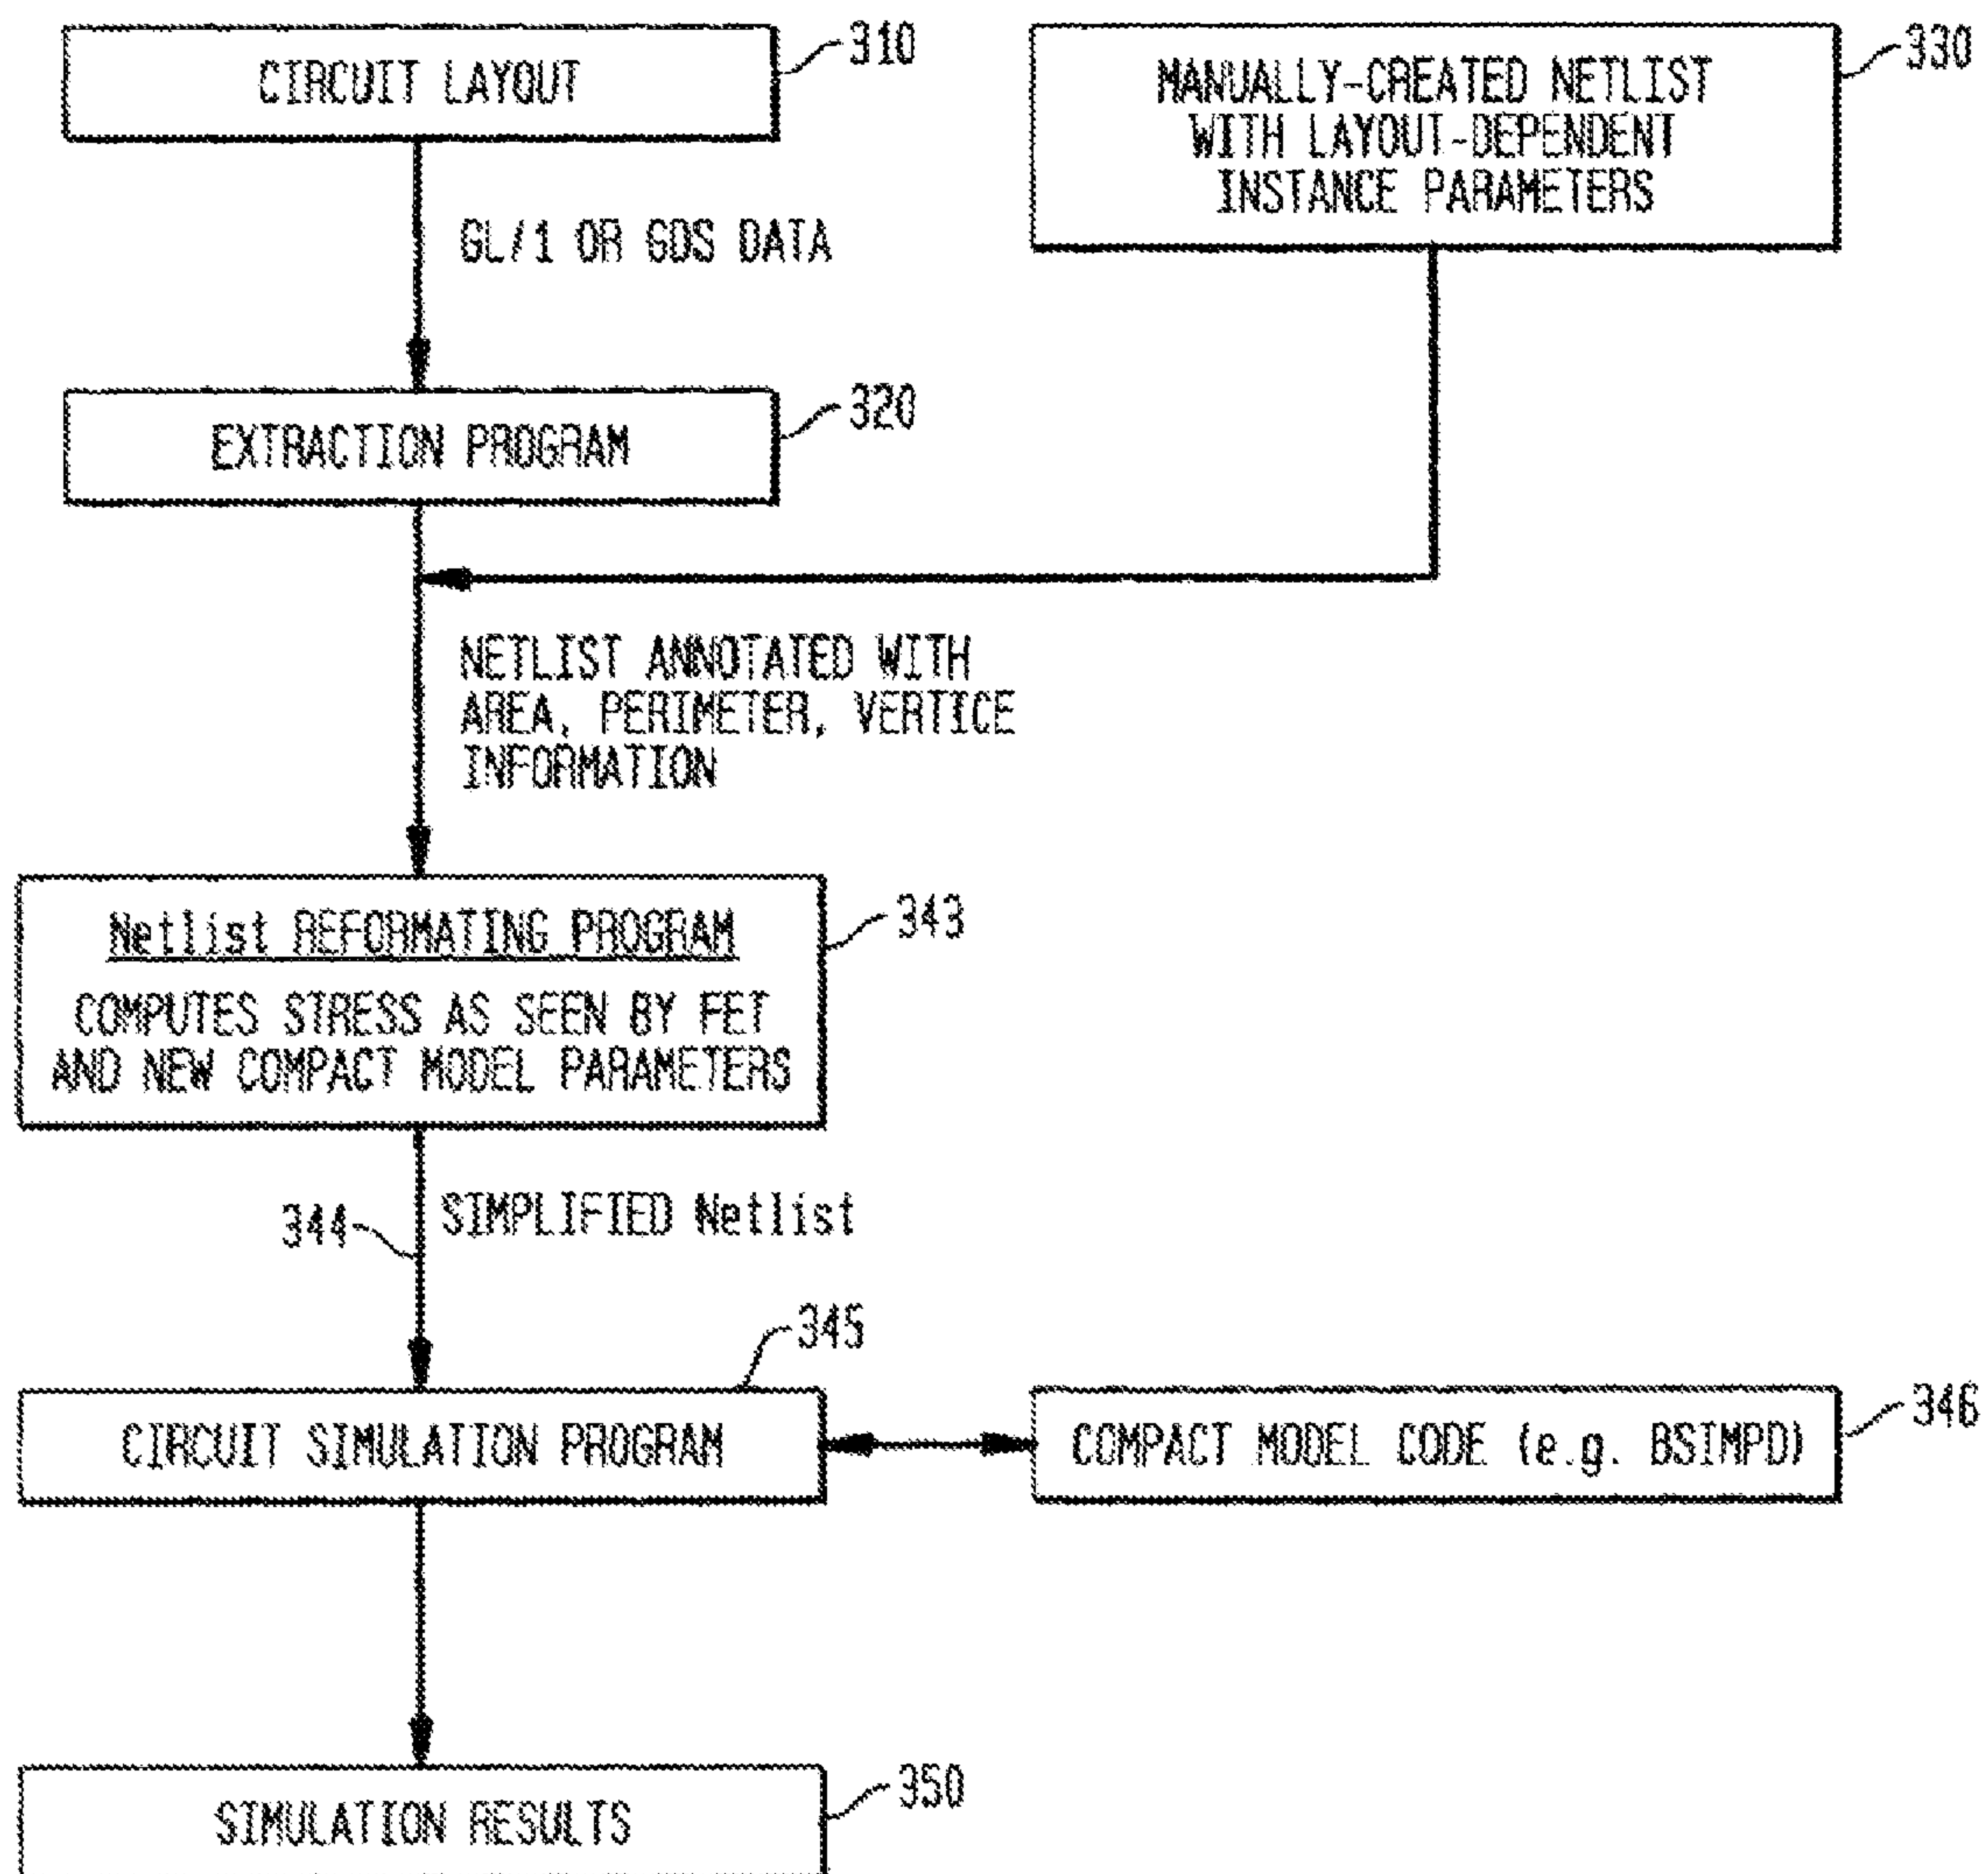 CIRCUIT LAYOUT
310
MANUALLY-CREATED NETLIST
WITH LAYOUT-DEPENDENT
INSTANCE PARAMETERS
330
GL/1 OR GDS DATA
EXTRACTION PROGRAM
320
NETLIST ANNOTATED WITH
AREA, PERIMETER, VERTICE
INFORMATION
Netlist REFORMATING PROGRAM
343
COMPUTES STRESS AS SEEN BY FET
AND NEW COMPACT MODEL PARAMETERS
344
SIMPLIFIED Netlist
345
CIRCUIT SIMULATION PROGRAM
COMPACT MODEL CODE (e.g. BSIMPD)
346
SIMULATION RESULTS
350